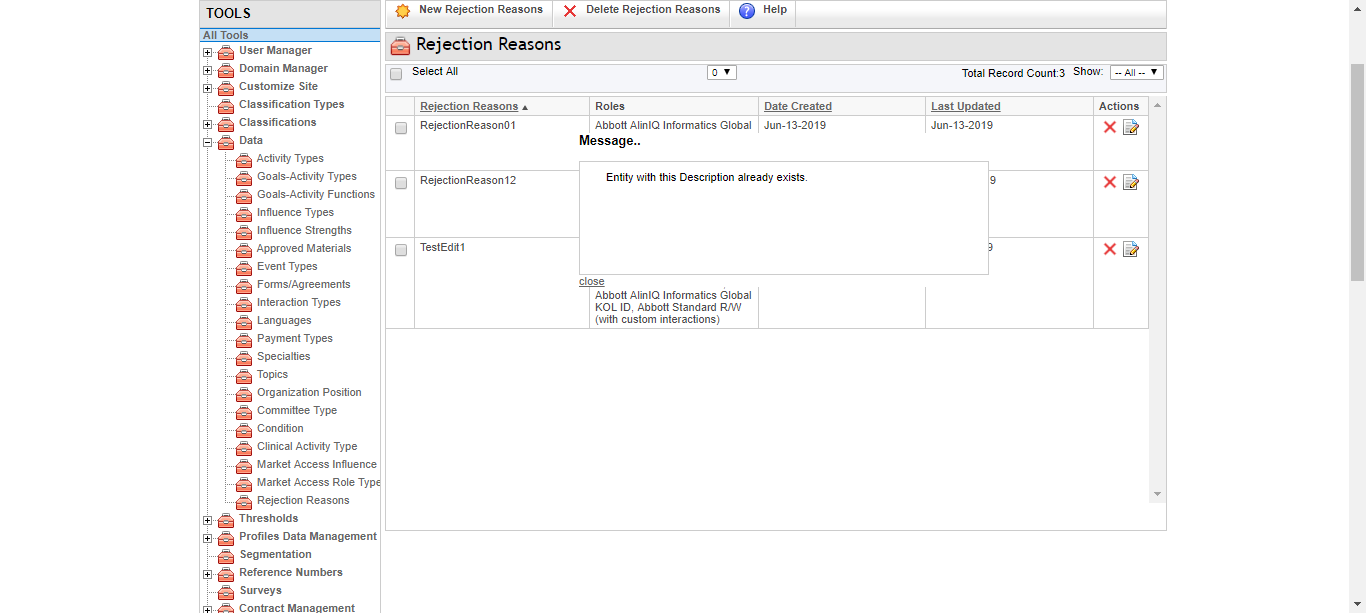 TOOLS
All Tools
User Manager
Domain Manager
Customize Site
Classification Types
Classifications
Data
Activity Types
Goals-Activity Types
Goals-Activity Functions
Influence Types
Influence Strengths
Approved Materials
Event Types
Forms/Agreements
Interaction Types
Languages
Payment Types
Specialties
Topics
Organization Position
Committee Type
Condition
Clinical Activity Type
Market Access Influence
Market Access Role Type
Rejection Reasons
Thresholds
Profiles Data Management
Segmentation
Reference Numbers
Surveys
Contract Management
New Rejection Reasons Delete Rejection Reasons ? Help
Rejection Reasons
Select All 0 ▼ Total Record Count:3 Show: -- All -- ▼
Rejection Reasons ▲ Roles Date Created Last Updated Actions
RejectionReason01 Abbott AlinIQ Informatics Global Jun-13-2019 Jun-13-2019
Message..
Entity with this Description already exists.
RejectionReason12 9
TestEdit1 9
close
Abbott AlinIQ Informatics Global
KOL ID, Abbott Standard R/W
(with custom interactions)